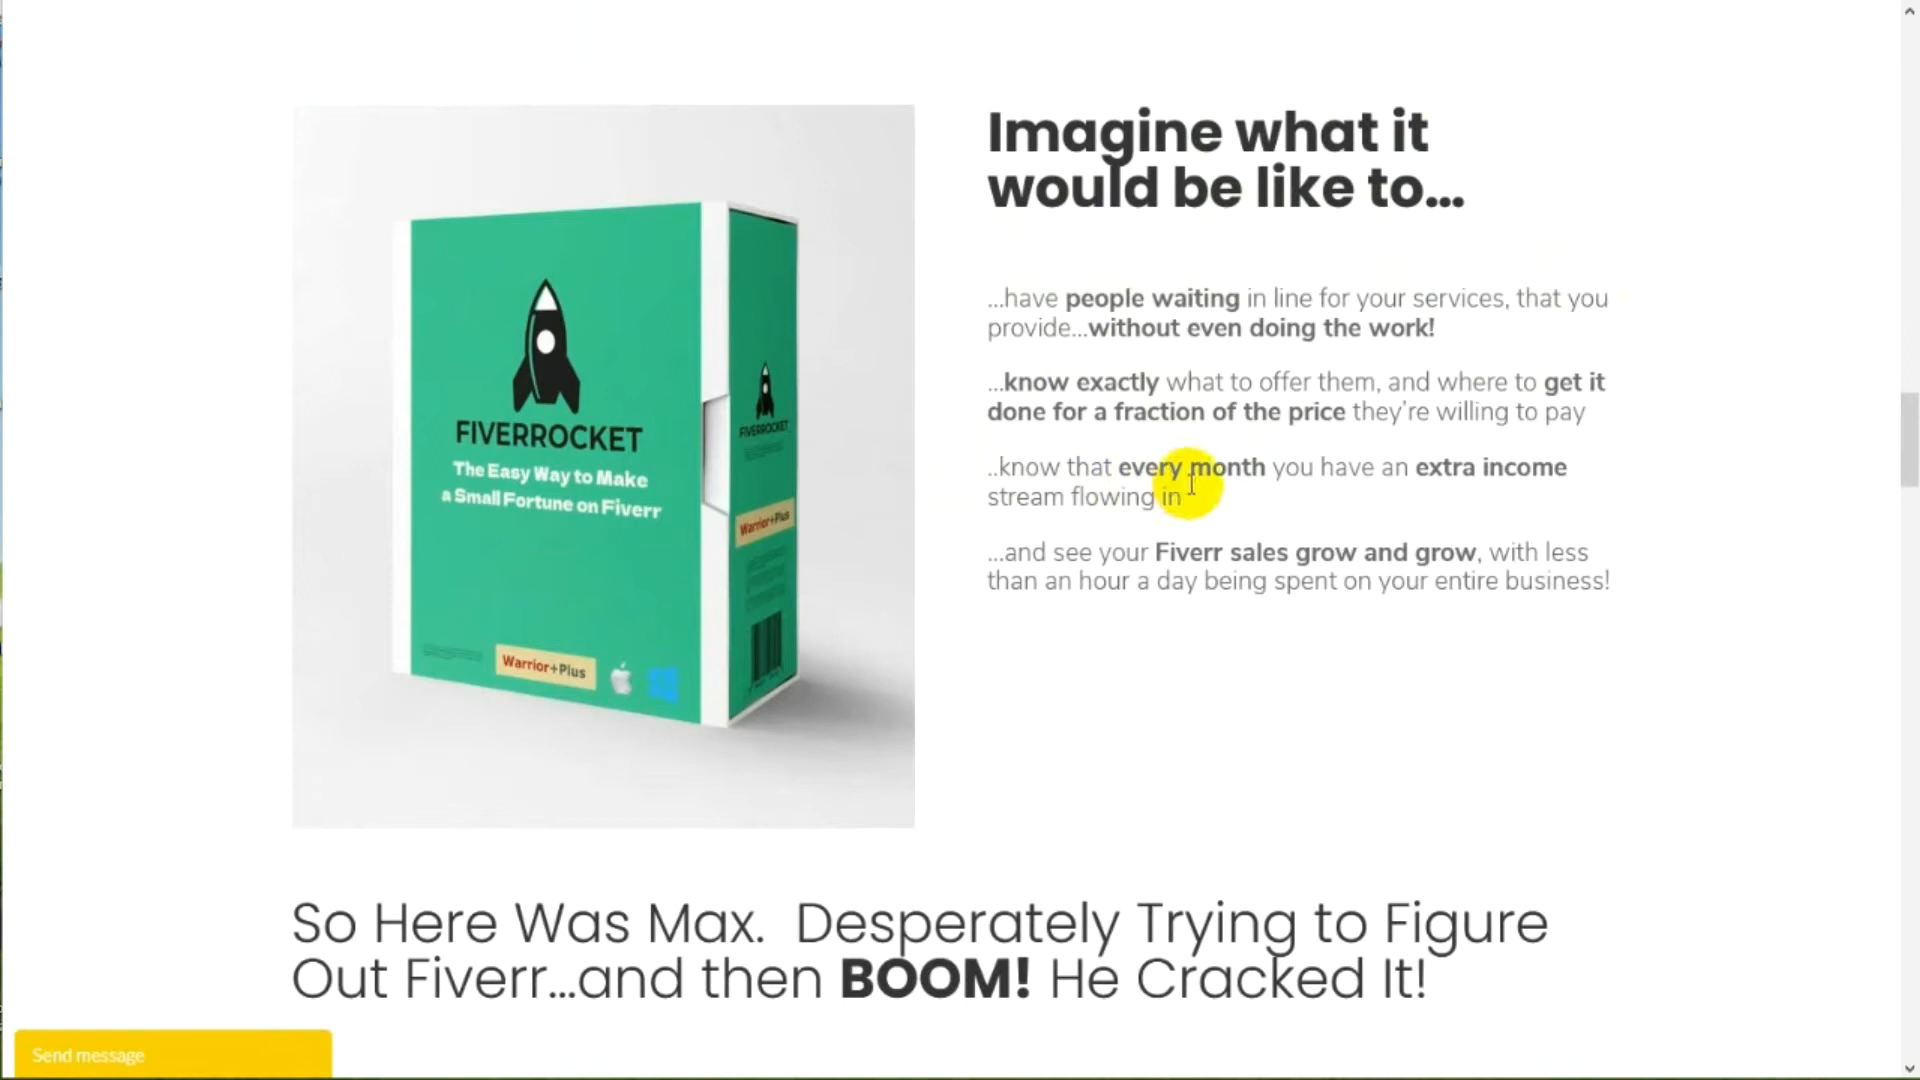 Imagine what it
would be like to...
...have people waiting in line for your services, that you
provide...without even doing the work!
...know exactly what to offer them, and where to get it
done for a fraction of the price they're willing to pay
..know that every month you have an extra income
stream flowing in
...and see your Fiverr sales grow and grow, with less
than an hour a day being spent on your entire business!
FIVERROCKET
The Easy Way to Make
a Small Fortune on Fiverr
Warrior+Plus
FIVERROCKET
Warrior+Plus
So Here Was Max.  Desperately Trying to Figure
Out Fiverr...and then BOOM! He Cracked It!
Send message